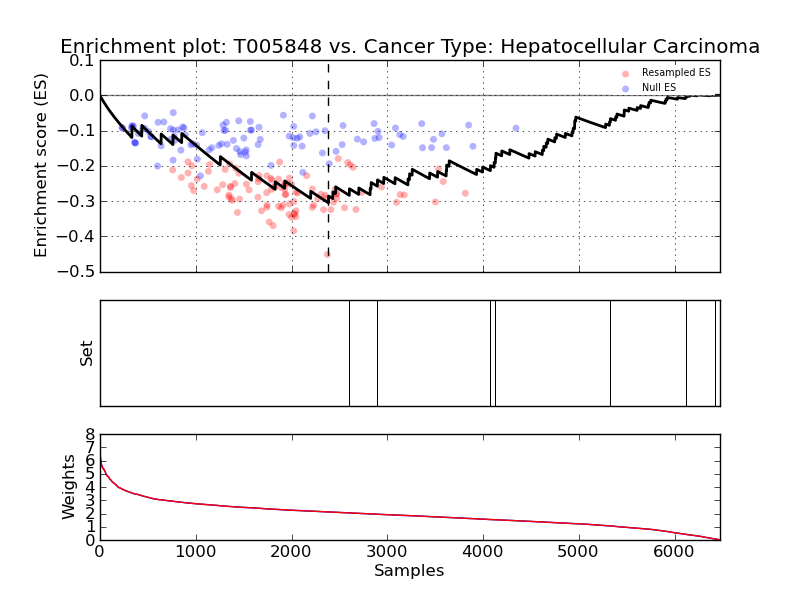 Enrichment plot: T005848 vs. Cancer Type: Hepatocellular Carcinoma
Enrichment score (ES)
0.1
0.0
−0.1
−0.2
−0.3
−0.4
−0.5
Resampled ES
Null ES
Set
Weights
8
7
6
5
4
3
2
1
0
0 1000 2000 3000 4000 5000 6000
Samples